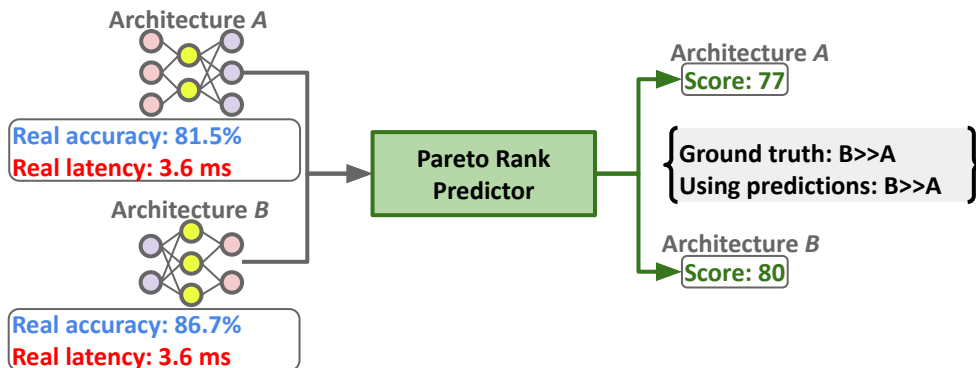 Architecture A
Real accuracy: 81.5%
Real latency: 3.6 ms
Architecture B
Real accuracy: 86.7%
Real latency: 3.6 ms
Pareto Rank
Predictor
Architecture A
Score: 77
Ground truth: B>>A
Using predictions: B>>A
Architecture B
Score: 80